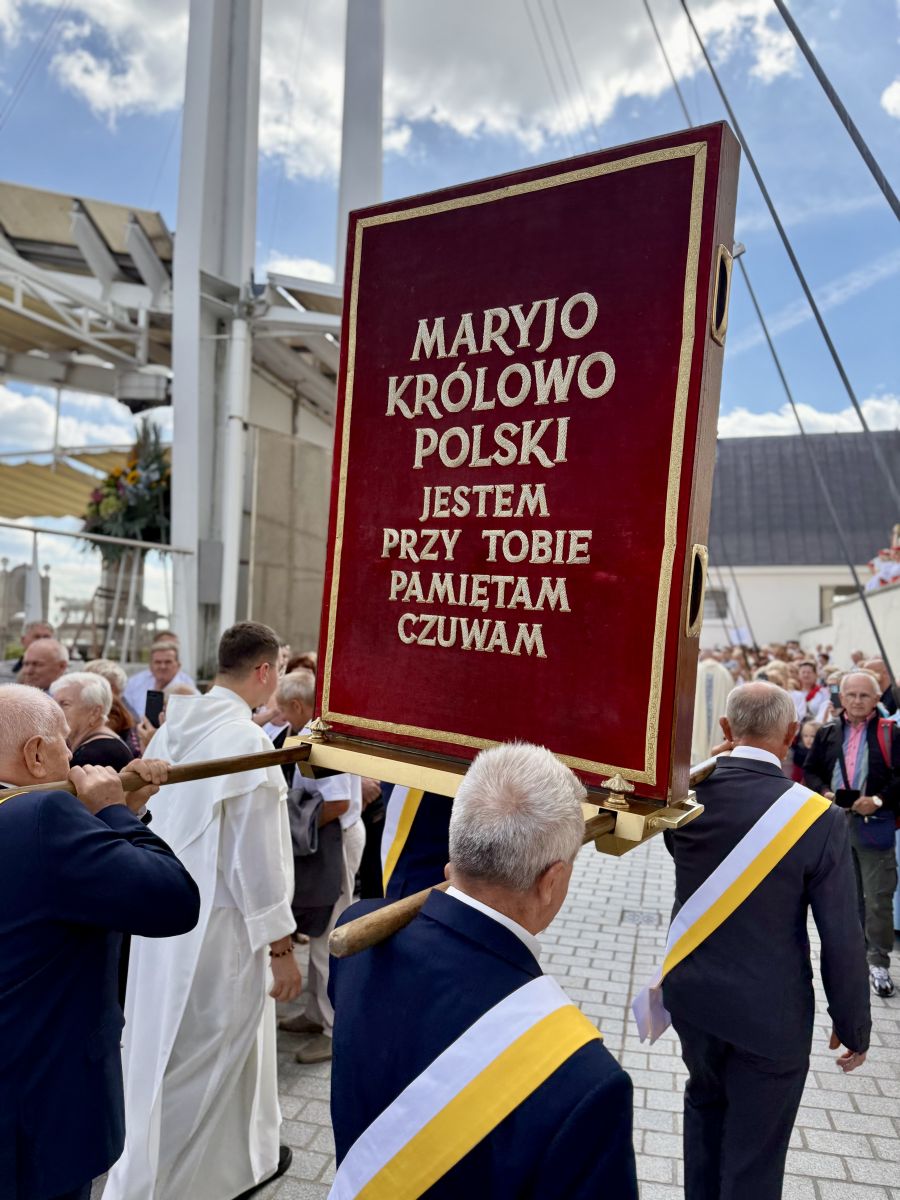 MARYJO
KRÓLOWO
POLSKI
JESTEM
PRZY TOBIE
PAMIĘTAM
CZUWAM